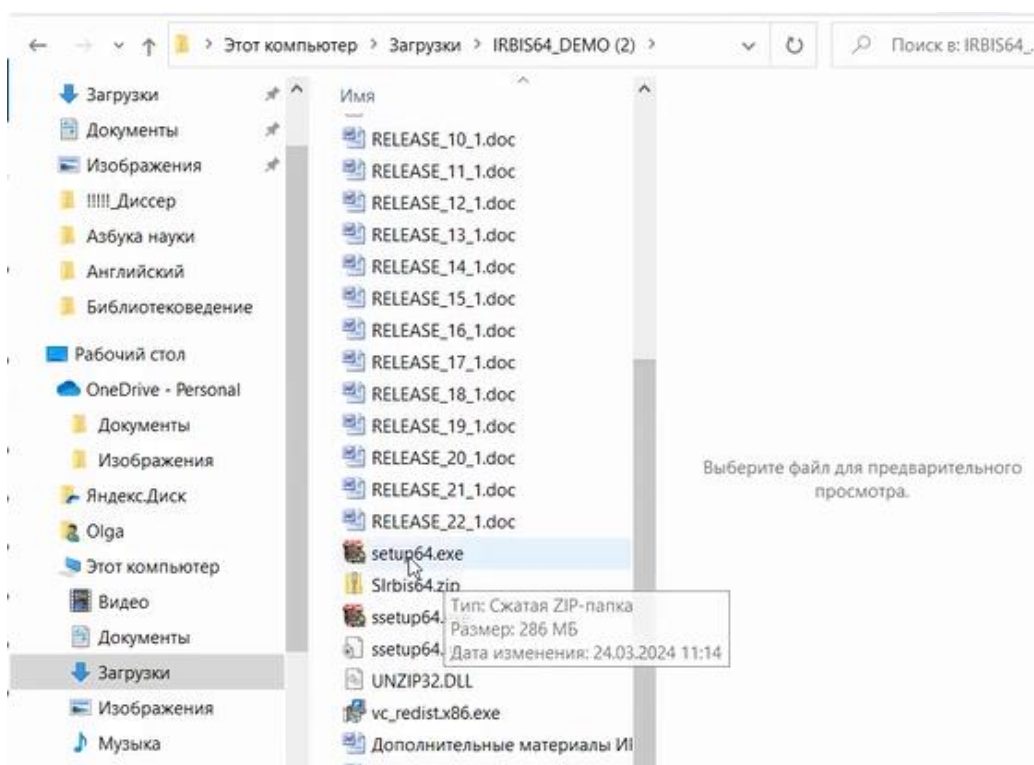 Этот компьютер > Загрузки > IRBIS64_DEMO (2) >
Поиск в: IRBIS64_
Загрузки
Документы
Изображения
!!!!!_Диссер
Азбука науки
Английский
Библиотековедение
Рабочий стол
OneDrive - Personal
Документы
Изображения
Яндекс.Диск
Olga
Этот компьютер
Видео
Документы
Загрузки
Изображения
Музыка
Имя
RELEASE_10_1.doc
RELEASE_11_1.doc
RELEASE_12_1.doc
RELEASE_13_1.doc
RELEASE_14_1.doc
RELEASE_15_1.doc
RELEASE_16_1.doc
RELEASE_17_1.doc
RELEASE_18_1.doc
RELEASE_19_1.doc
RELEASE_20_1.doc
RELEASE_21_1.doc
RELEASE_22_1.doc
setup64.exe
SIrbis64.zip
ssetup64.
ssetup64.
UNZIP32.DLL
vc_redist.x86.exe
Дополнительные материалы ИР
Тип: Сжатая ZIP-папка
Размер: 286 МБ
Дата изменения: 24.03.2024 11:14
Выберите файл для предварительного
просмотра.